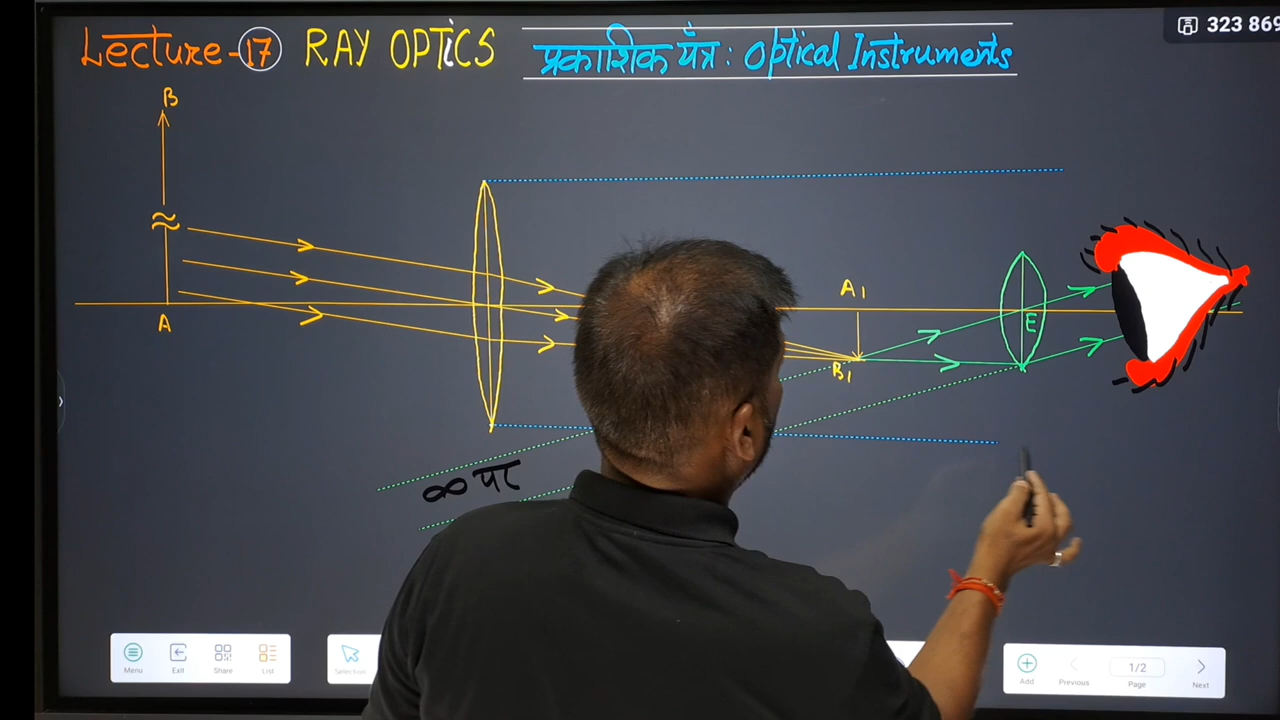 Lecture-17 RAY OPTiCS प्रकाशिक यँत्र : Optical Instruments
323 869
B
A
A1
B1
E
∞ पर
Menu Exit Share List Selection
Add Previous 1/2 Page Next